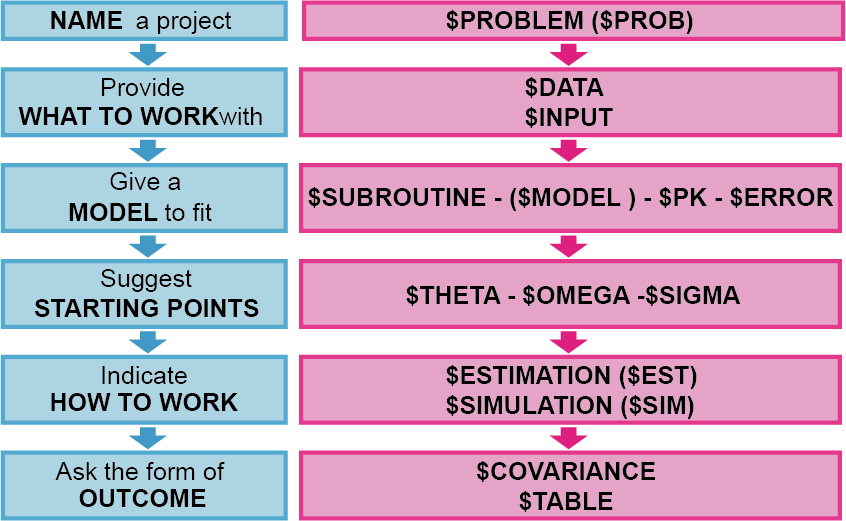 NAME a project
$PROBLEM ($PROB)
Provide
WHAT TO WORKwith
$DATA
$INPUT
Give a
MODEL to fit
$SUBROUTINE - ($MODEL ) - $PK - $ERROR
Suggest
STARTING POINTS
$THETA - $OMEGA -$SIGMA
Indicate
HOW TO WORK
$ESTIMATION ($EST)
$SIMULATION ($SIM)
Ask the form of
OUTCOME
$COVARIANCE
$TABLE